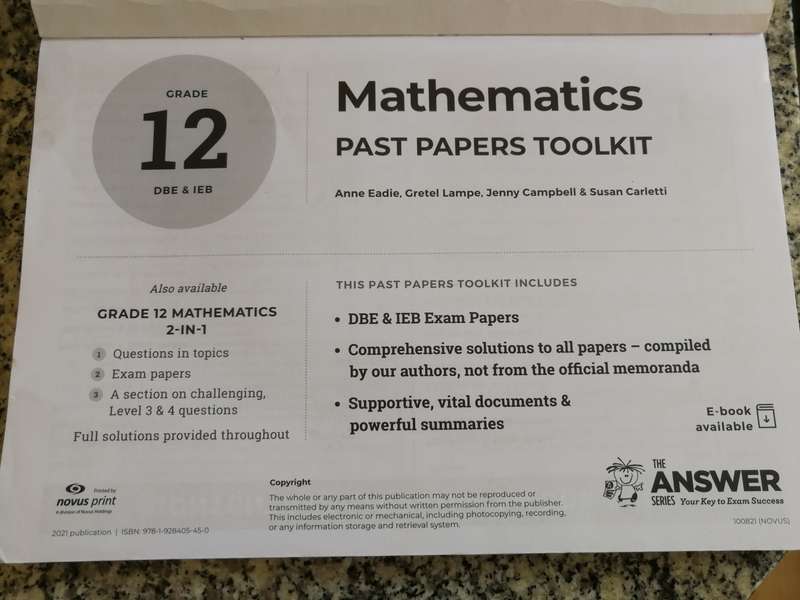 GRADE
12
DBE & IEB
Mathematics
PAST PAPERS TOOLKIT
Anne Eadie, Gretel Lampe, Jenny Campbell & Susan Carletti
Also available
GRADE 12 MATHEMATICS
2-IN-1
1 Questions in topics
2 Exam papers
3 A section on challenging,
Level 3 & 4 questions
Full solutions provided throughout
THIS PAST PAPERS TOOLKIT INCLUDES
• DBE & IEB Exam Papers
• Comprehensive solutions to all papers – compiled
by our authors, not from the official memoranda
• Supportive, vital documents &
powerful summaries
E-book
available
Printed by
novus print
A division of Novus Holdings
2021 publication | ISBN: 978-1-928405-45-0
Copyright
The whole or any part of this publication may not be reproduced or
transmitted by any means without written permission from the publisher.
This includes electronic or mechanical, including photocopying, recording,
or any information storage and retrieval system.
THE
ANSWER
SERIES Your Key to Exam Success
100821 (NOVUS)